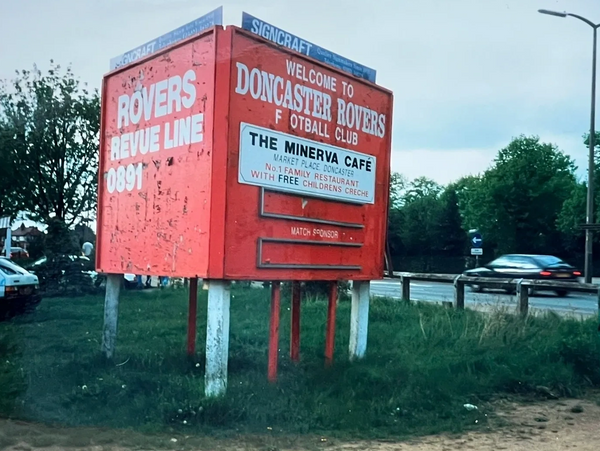 SIGNCRAFT
ROVERS
REVUE LINE
0891
SIGNCRAFT
WELCOME TO
DONCASTER ROVERS
F OTBALL CLUB
THE MINERVA CAFÉ
MARKET PLACE DONCASTER
No.1 FAMILY RESTAURANT
WITH FREE CHILDRENS CRECHE
MATCH SPONSOR